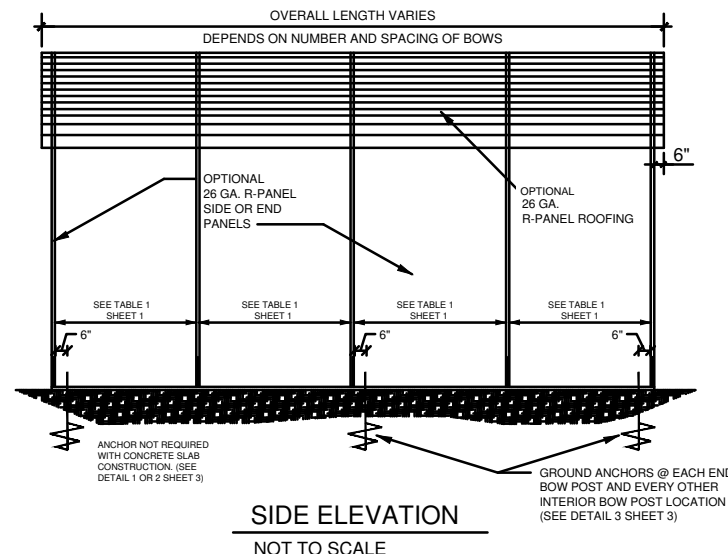 OVERALL LENGTH VARIES
DEPENDS ON NUMBER AND SPACING OF BOWS
6"
OPTIONAL
26 GA. R-PANEL
SIDE OR END
PANELS
OPTIONAL
26 GA.
R-PANEL ROOFING
SEE TABLE 1
SHEET 1
SEE TABLE 1
SHEET 1
SEE TABLE 1
SHEET 1
SEE TABLE 1
SHEET 1
6"
6"
6"
ANCHOR NOT REQUIRED
WITH CONCRETE SLAB
CONSTRUCTION. (SEE
DETAIL 1 OR 2 SHEET 3)
GROUND ANCHORS @ EACH END
BOW POST AND EVERY OTHER
INTERIOR BOW POST LOCATION
(SEE DETAIL 3 SHEET 3)
SIDE ELEVATION
NOT TO SCALE